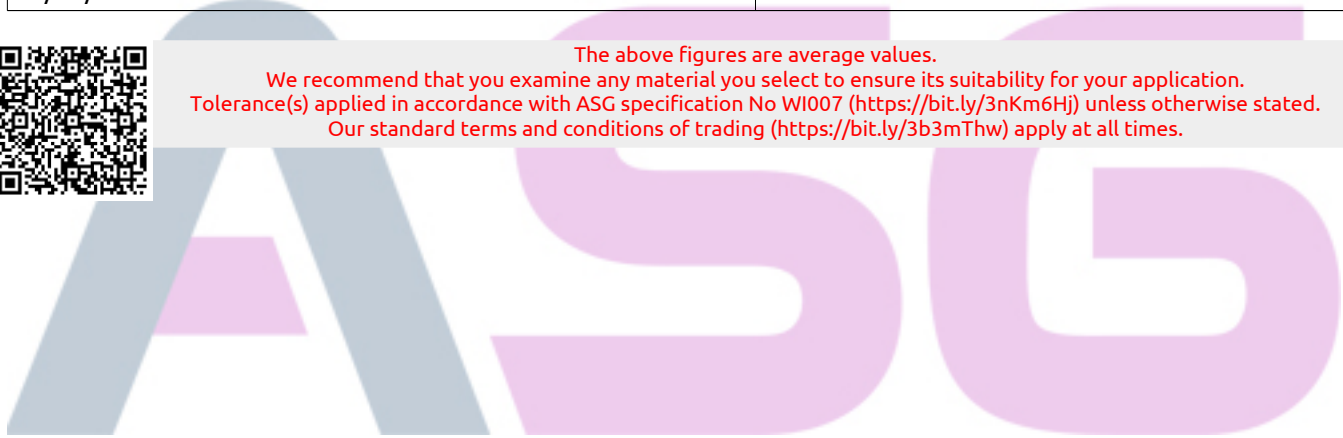 The above figures are average values.
We recommend that you examine any material you select to ensure its suitability for your application.
Tolerance(s) applied in accordance with ASG specification No WI007 (https://bit.ly/3nKm6Hj) unless otherwise stated.
Our standard terms and conditions of trading (https://bit.ly/3b3mThw) apply at all times.
ASG